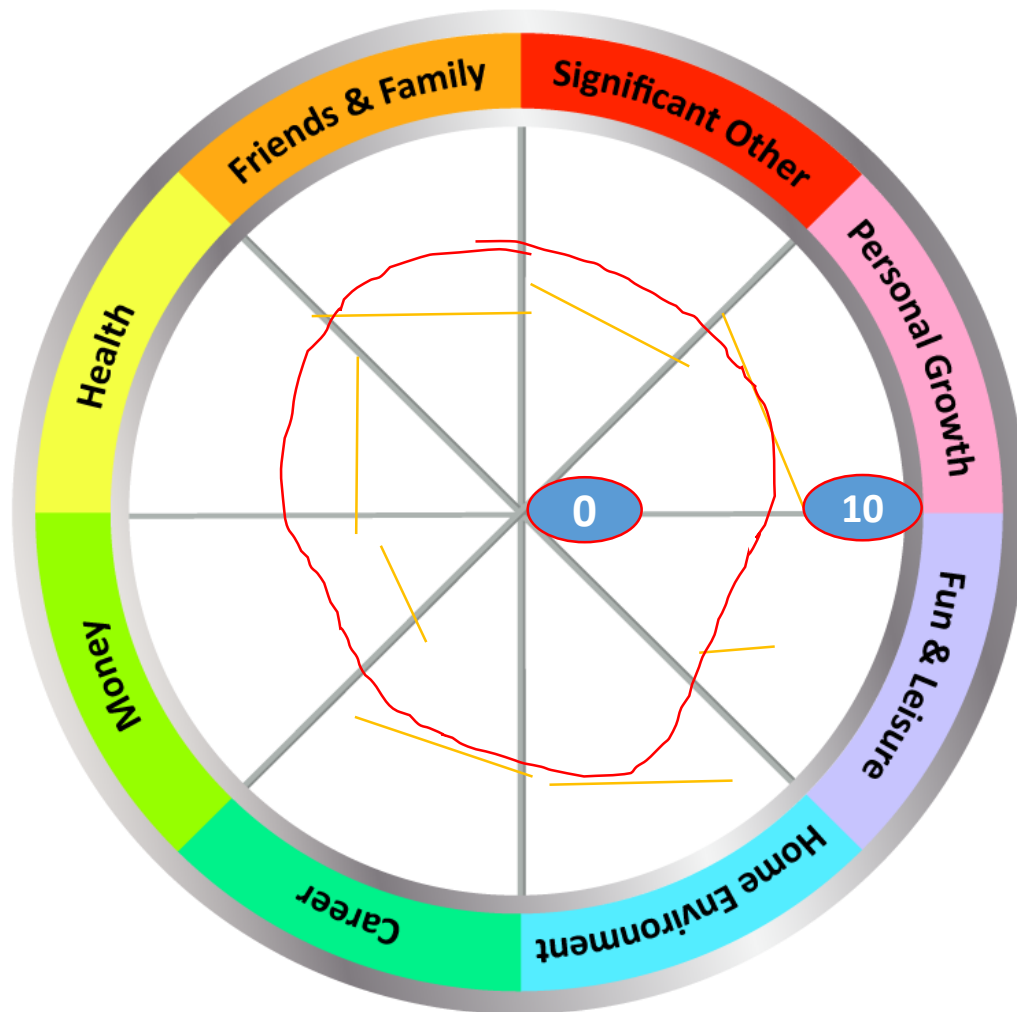 Friends & Family
Significant Other
Personal Growth
Health
0
10
Fun & Leisure
Money
Home Environment
Career